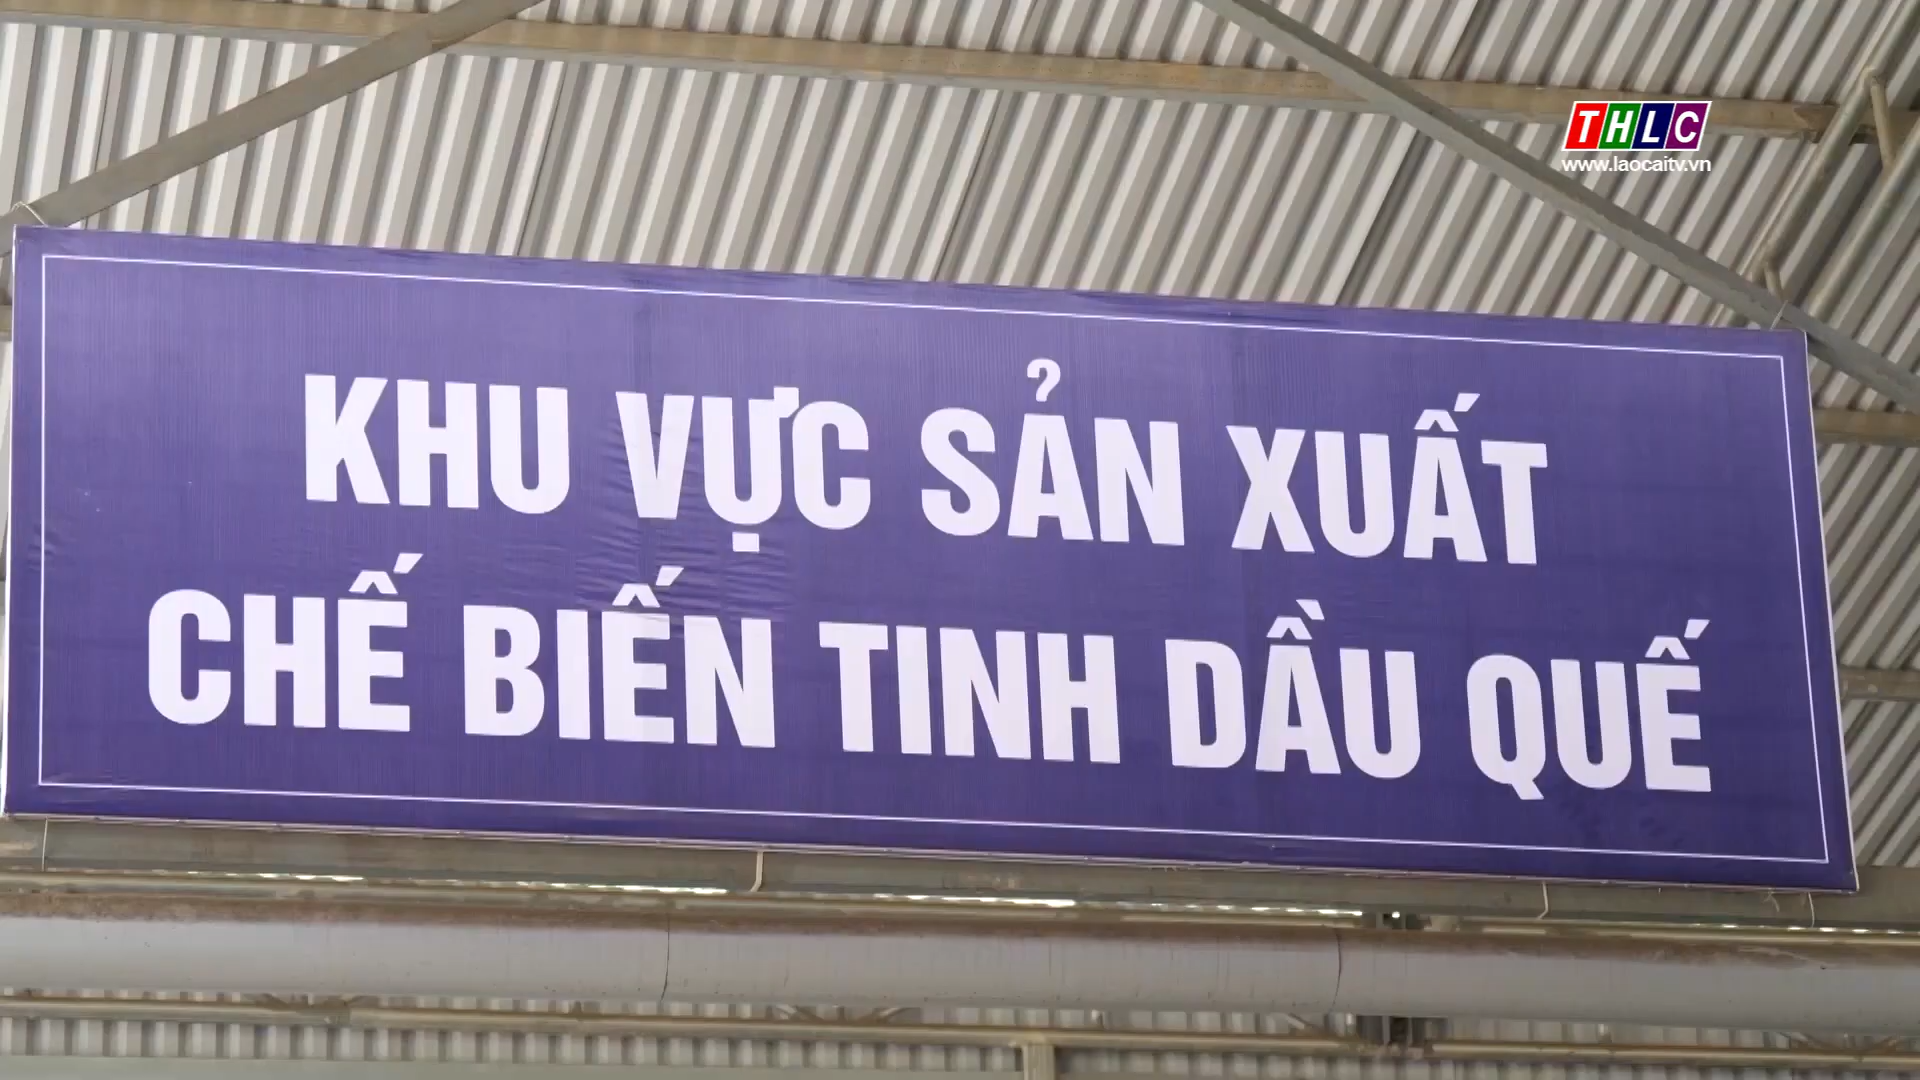 THLC
www.laocaitv.vn
KHU VỰC SẢN XUẤT
CHẾ BIẾN TINH DẦU QUẾ